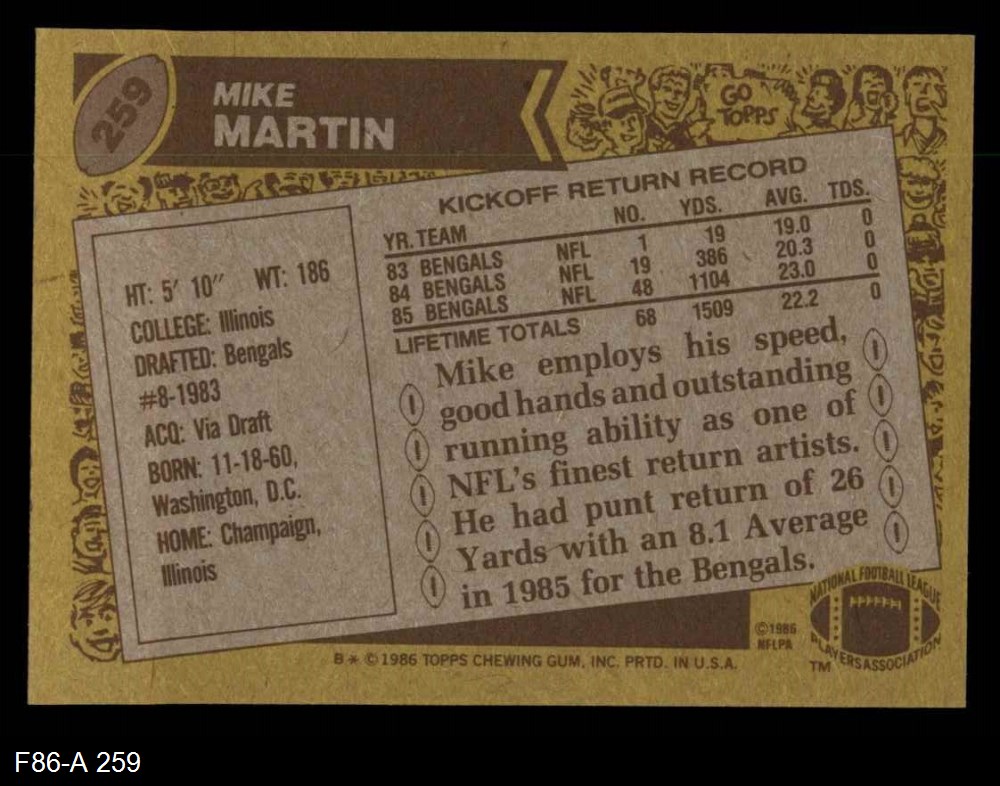 259
MIKE
MARTIN
GO
TOPPS
KICKOFF RETURN RECORD
YR. TEAM NO. YDS. AVG. TDS.
83 BENGALS NFL 1 19 19.0 0
84 BENGALS NFL 19 386 20.3 0
85 BENGALS NFL 48 1104 23.0 0
LIFETIME TOTALS 68 1509 22.2 0
HT: 5' 10" WT: 186
COLLEGE: Illinois
DRAFTED: Bengals
#8-1983
ACQ: Via Draft
BORN: 11-18-60,
Washington, D.C.
HOME: Champaign,
Illinois
Mike employs his speed,
good hands and outstanding
running ability as one of
NFL's finest return artists.
He had punt return of 26
Yards with an 8.1 Average
in 1985 for the Bengals.
©1986
NFLPA
NATIONAL FOOTBALL LEAGUE
PLAYERS ASSOCIATION
TM
B * © 1986 TOPPS CHEWING GUM, INC. PRTD. IN U.S.A.
F86-A 259